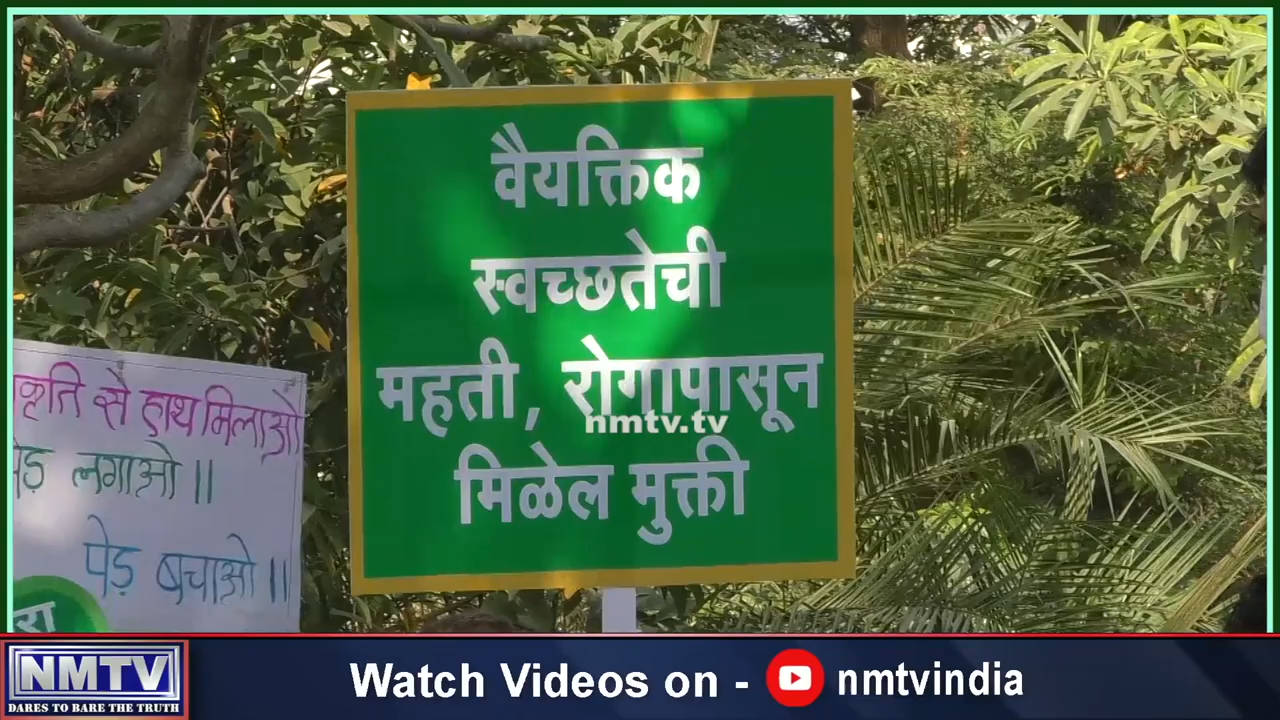 वैयक्तिक
स्वच्छतेची
महती, रोगापासून
मिळेल मुक्ती
nmtv.tv
से हाथ मिलाओ
लगाओ ||
पेड़ बचाओ ||
रा
NMTV
DARES TO BARE THE TRUTH
Watch Videos on - nmtvindia